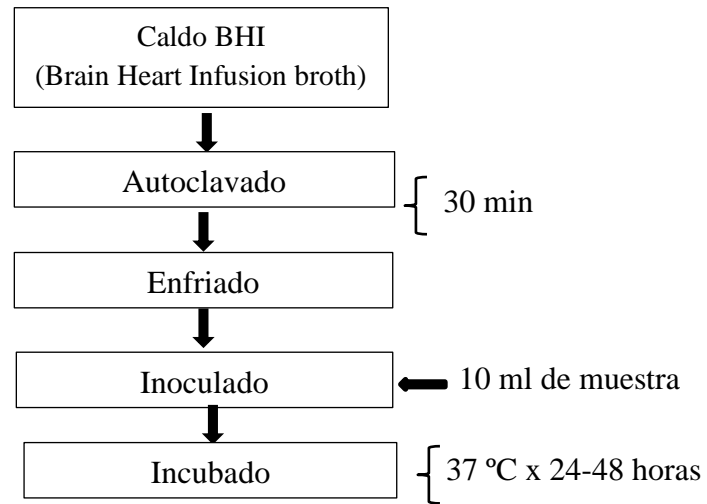 Caldo BHI
(Brain Heart Infusion broth)
Autoclavado
30 min
Enfriado
Inoculado
10 ml de muestra
Incubado
37 ºC x 24-48 horas